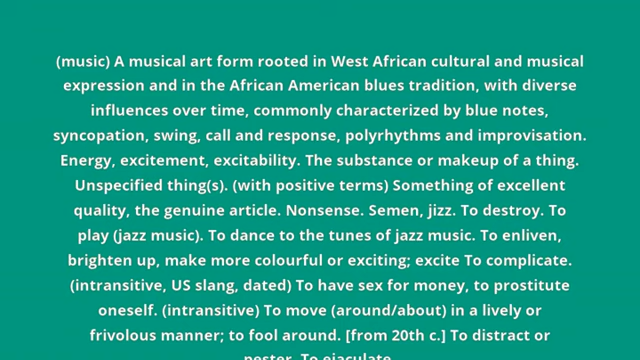 (music) A musical art form rooted in West African cultural and musical
expression and in the African American blues tradition, with diverse
influences over time, commonly characterized by blue notes,
syncopation, swing, call and response, polyrhythms and improvisation.
Energy, excitement, excitability. The substance or makeup of a thing.
Unspecified thing(s). (with positive terms) Something of excellent
quality, the genuine article. Nonsense. Semen, jizz. To destroy. To
play (jazz music). To dance to the tunes of jazz music. To enliven,
brighten up, make more colourful or exciting; excite To complicate.
(intransitive, US slang, dated) To have sex for money, to prostitute
oneself. (intransitive) To move (around/about) in a lively or
frivolous manner; to fool around. [from 20th c.] To distract or
pester. To ejaculate.